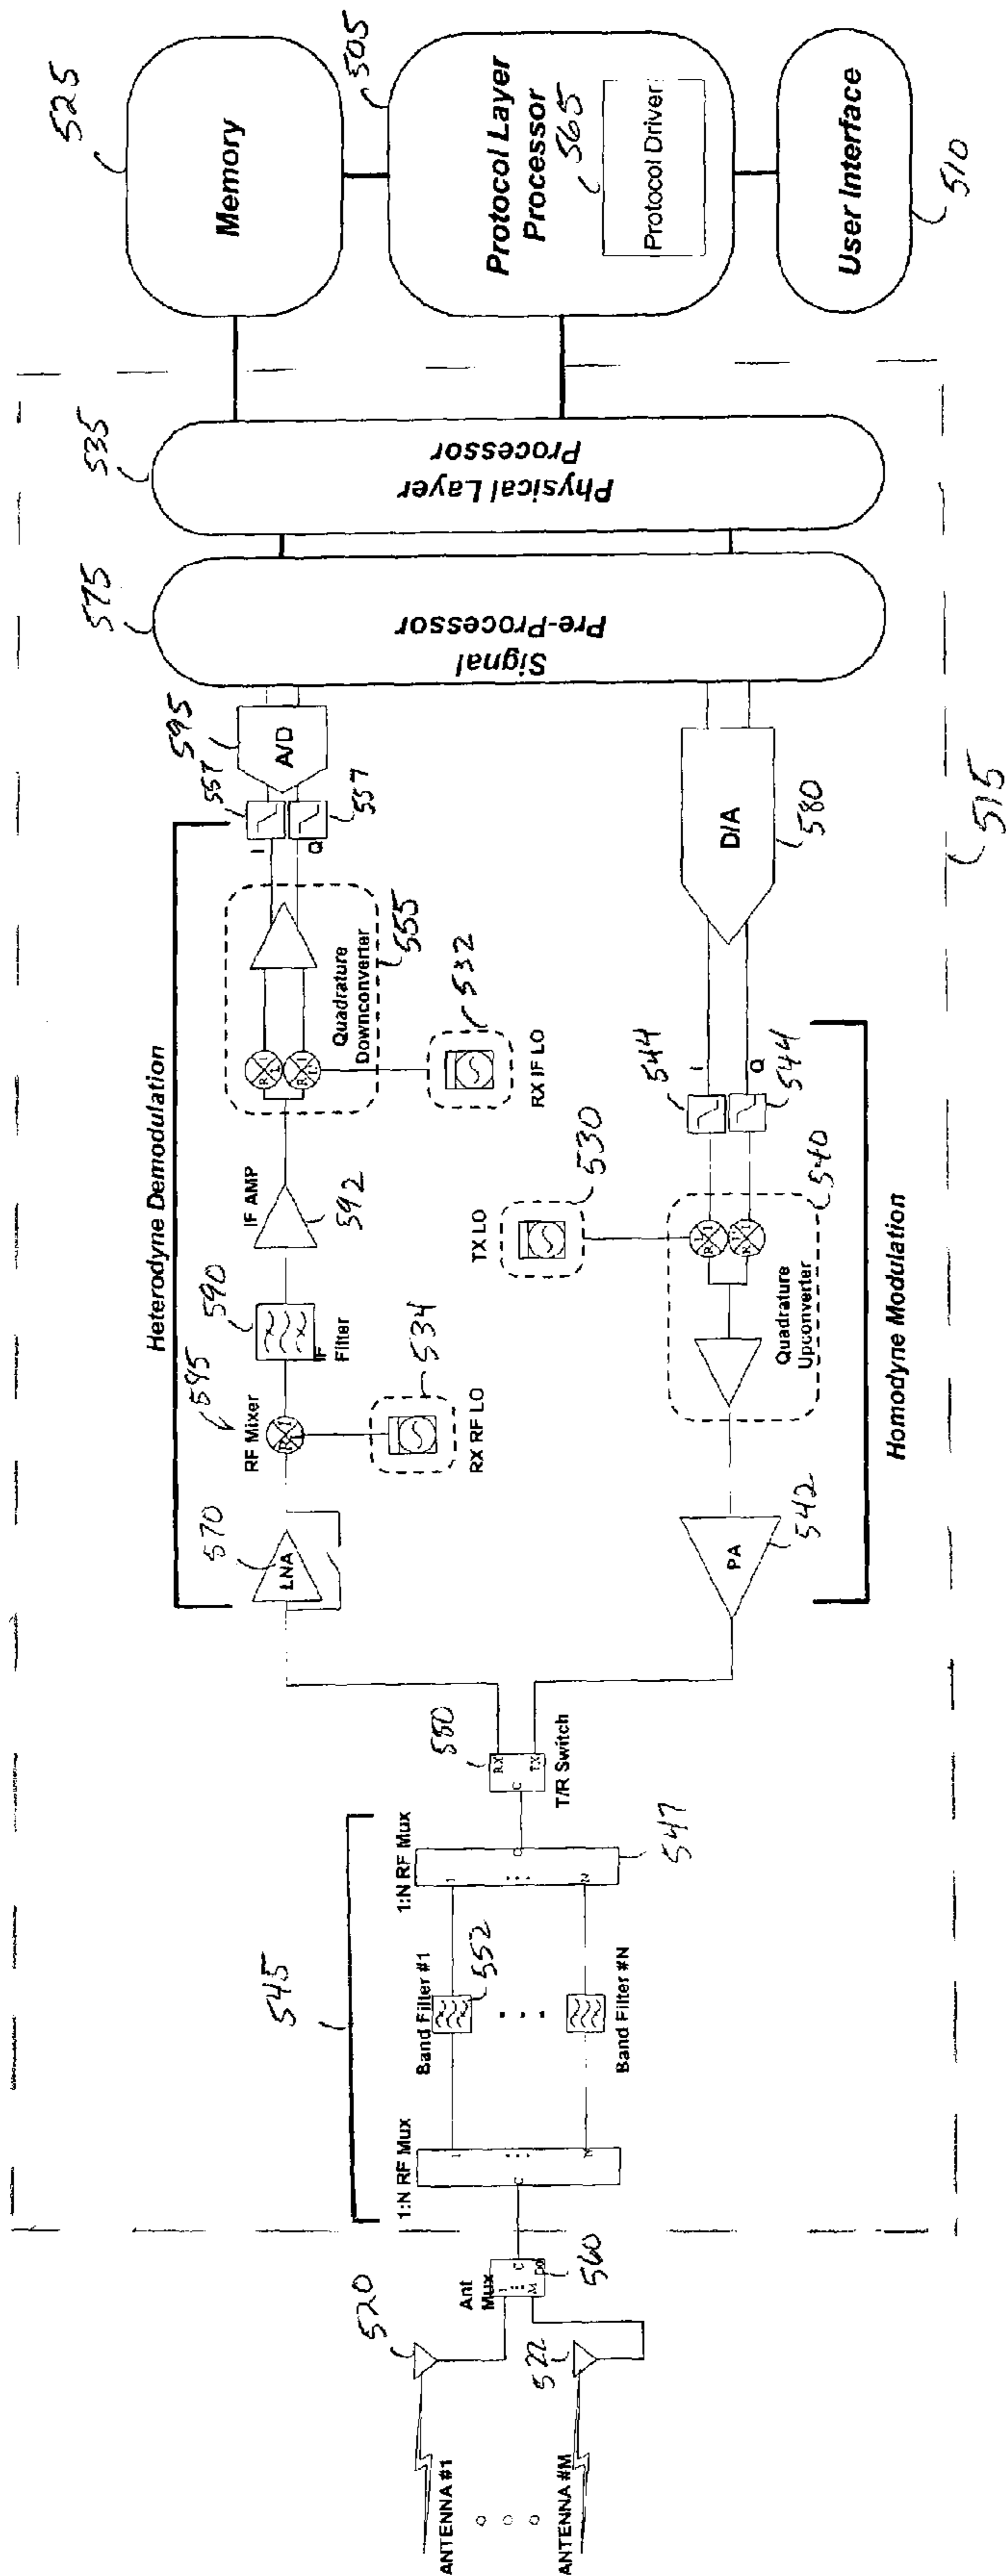 525
Memory
505
Protocol Layer
Processor
565
Protocol Driver
User Interface
510
535
Physical Layer
Processor
575
Signal
Pre-Processor
515
Heterodyne Demodulation
595
A/D
557
557
I
Q
Quadrature
Downconverter
555
532
RX IF LO
IF AMP
592
590
IF
Filter
595
RF Mixer
534
RX RF LO
570
LNA
D/A
580
I
Q
544
544
530
TX LO
540
Quadrature
Upconverter
Homodyne Modulation
PA
542
550
RX
TX
C
T/R Switch
545
1:N RF Mux
547
1
N
C
Band Filter #1
552
Band Filter #N
1:N RF Mux
1
N
C
Ant
Mux
1
M
C
560
520
522
ANTENNA #1
ANTENNA #M